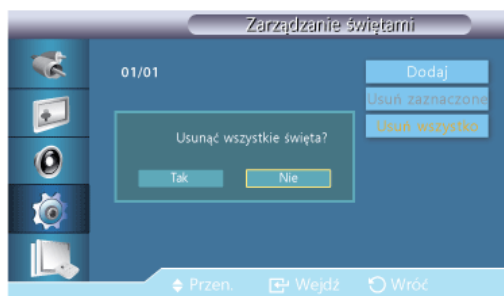 Zarządzanie świętami
01/01
Dodaj
Usuń zaznaczone
Usuń wszystko
Usunąć wszystkie święta?
Tak Nie
Przen. Wejdź Wróć